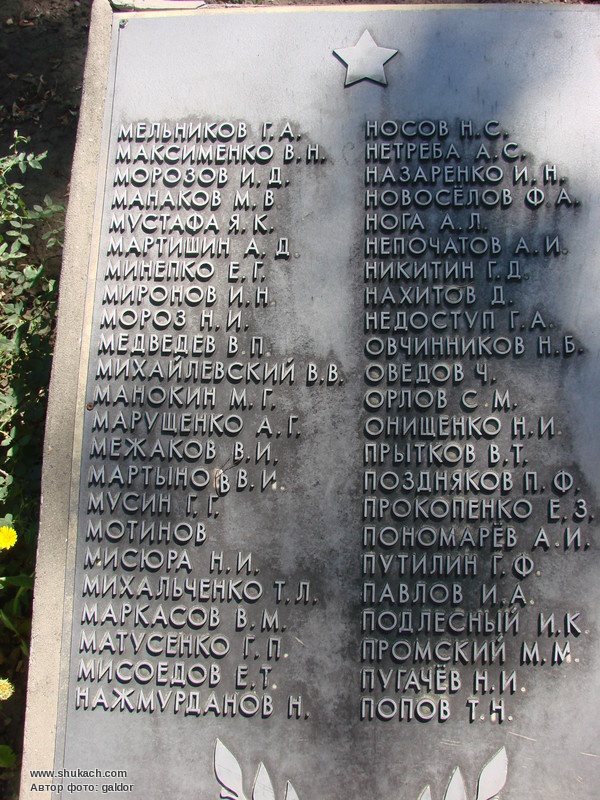 МЕЛЬНИКОВ Г.А.
МАКСИМЕНКО В.Н.
МОРОЗОВ И.Д.
МАНАКОВ М.В
МУСТАФА Я.К.
МАРТИШИН А.Д.
МИНЕПКО Е.Г.
МИРОНОВ И.Н.
МОРОЗ Н.И.
МЕДВЕДЕВ В.П.
МИХАЙЛЕВСКИЙ В.В.
МАНОКИН М.Г.
МАРУЩЕНКО А.Г.
МЕЖАКОВ В.И.
МАРТЫНОВ В.И.
МУСИН Г.Г.
МОТИНОВ
МИСЮРА Н.И.
МИХАЛЬЧЕНКО Т.Л.
МАРКАСОВ В.М.
МАТУСЕНКО Г.П.
МИСОЕДОВ Е.Т.
НАЖМУРДАНОВ Н.
НОСОВ Н.С.
НЕТРЕБА А.С.
НАЗАРЕНКО И.Н.
НОВОСЁЛОВ Ф.А.
НОГА А.Л.
НЕПОЧАТОВ А.И.
НИКИТИН Г.Д.
НАХИТОВ Д.
НЕДОСТУП Г.А.
ОВЧИННИКОВ Н.Б.
ОВЕДОВ Ч.
ОРЛОВ С.М.
ОНИЩЕНКО Н.И.
ПРЫТКОВ В.Т.
ПОЗДНЯКОВ П.Ф.
ПРОКОПЕНКО Е.З.
ПОНОМАРЁВ А.И.
ПУТИЛИН Г.Ф.
ПАВЛОВ И.А.
ПОДЛЕСНЫЙ И.К.
ПРОМСКИЙ М.М.
ПУГАЧЁВ Н.И.
ПОПОВ Т.Н.
www.shukach.com
Автор фото: galdor